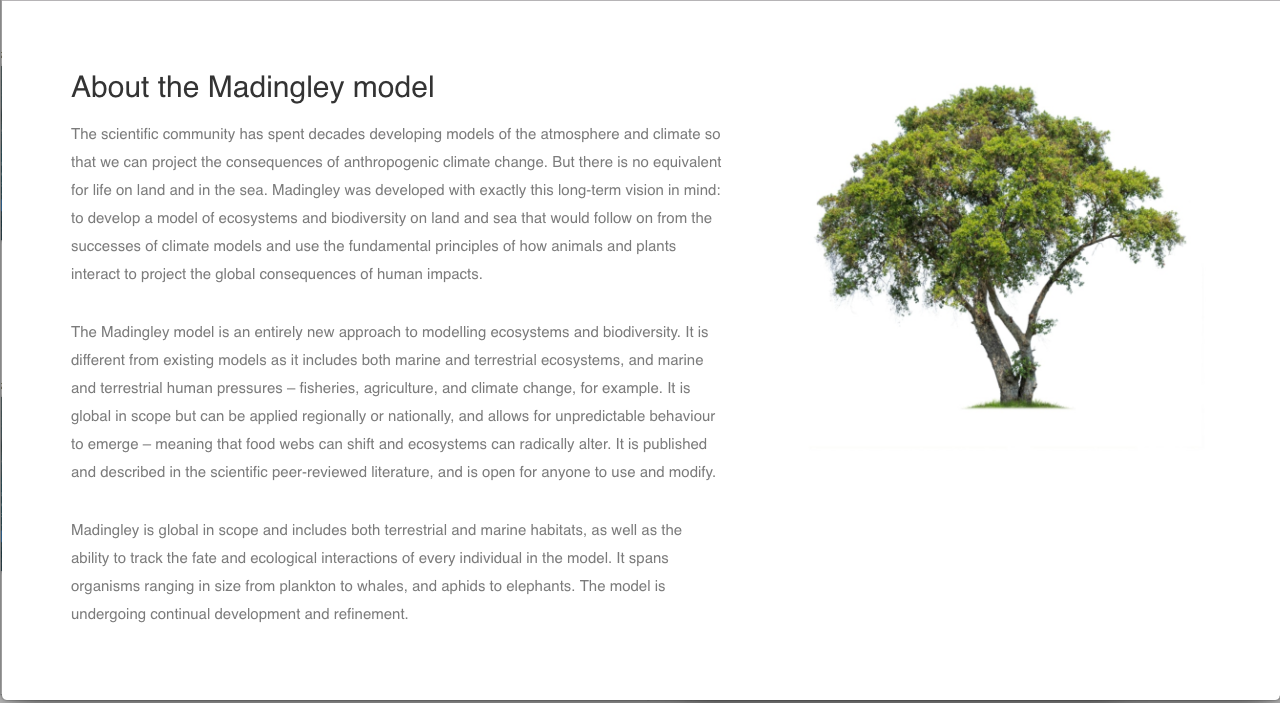 About the Madingley model
The scientific community has spent decades developing models of the atmosphere and climate so
that we can project the consequences of anthropogenic climate change. But there is no equivalent
for life on land and in the sea. Madingley was developed with exactly this long-term vision in mind:
to develop a model of ecosystems and biodiversity on land and sea that would follow on from the
successes of climate models and use the fundamental principles of how animals and plants
interact to project the global consequences of human impacts.
The Madingley model is an entirely new approach to modelling ecosystems and biodiversity. It is
different from existing models as it includes both marine and terrestrial ecosystems, and marine
and terrestrial human pressures – fisheries, agriculture, and climate change, for example. It is
global in scope but can be applied regionally or nationally, and allows for unpredictable behaviour
to emerge – meaning that food webs can shift and ecosystems can radically alter. It is published
and described in the scientific peer-reviewed literature, and is open for anyone to use and modify.
Madingley is global in scope and includes both terrestrial and marine habitats, as well as the
ability to track the fate and ecological interactions of every individual in the model. It spans
organisms ranging in size from plankton to whales, and aphids to elephants. The model is
undergoing continual development and refinement.